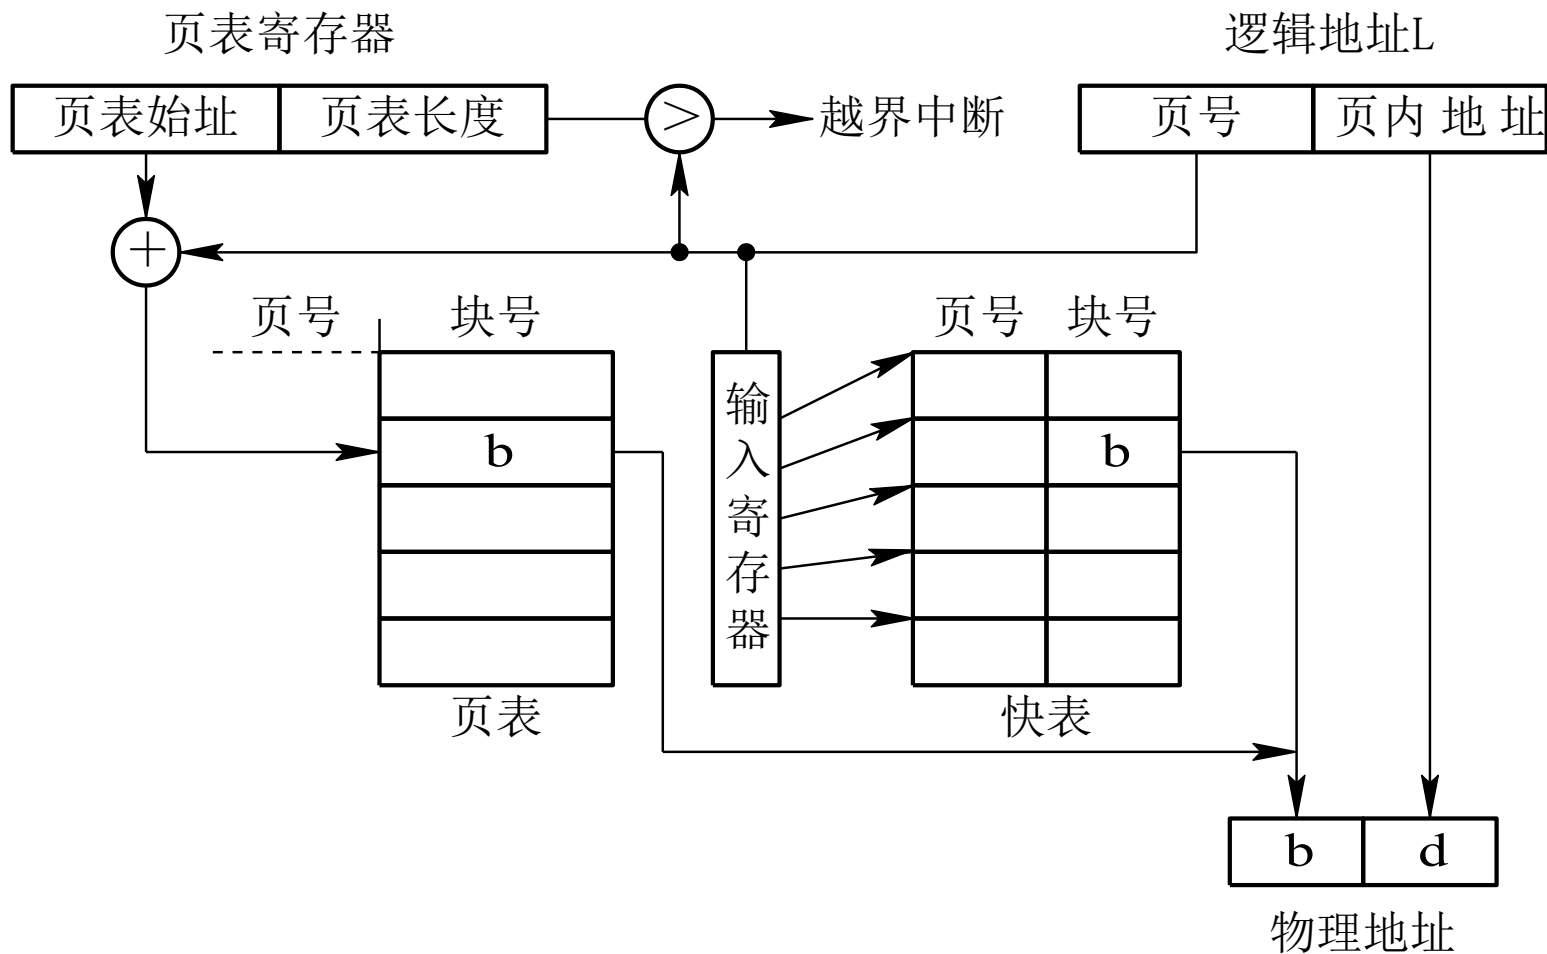 页表寄存器
逻辑地址L
页表始址
页表长度
>
越界中断
页号
页内地址
+
页号
块号
页号
块号
b
b
输入寄存器
页表
快表
b
d
物理地址